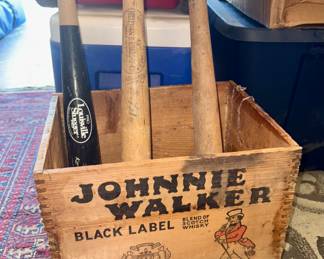 Louisville
Slugger
JOHNNIE
WALKER
BLACK LABEL
BLEND OF
SCOTCH
WHISKY